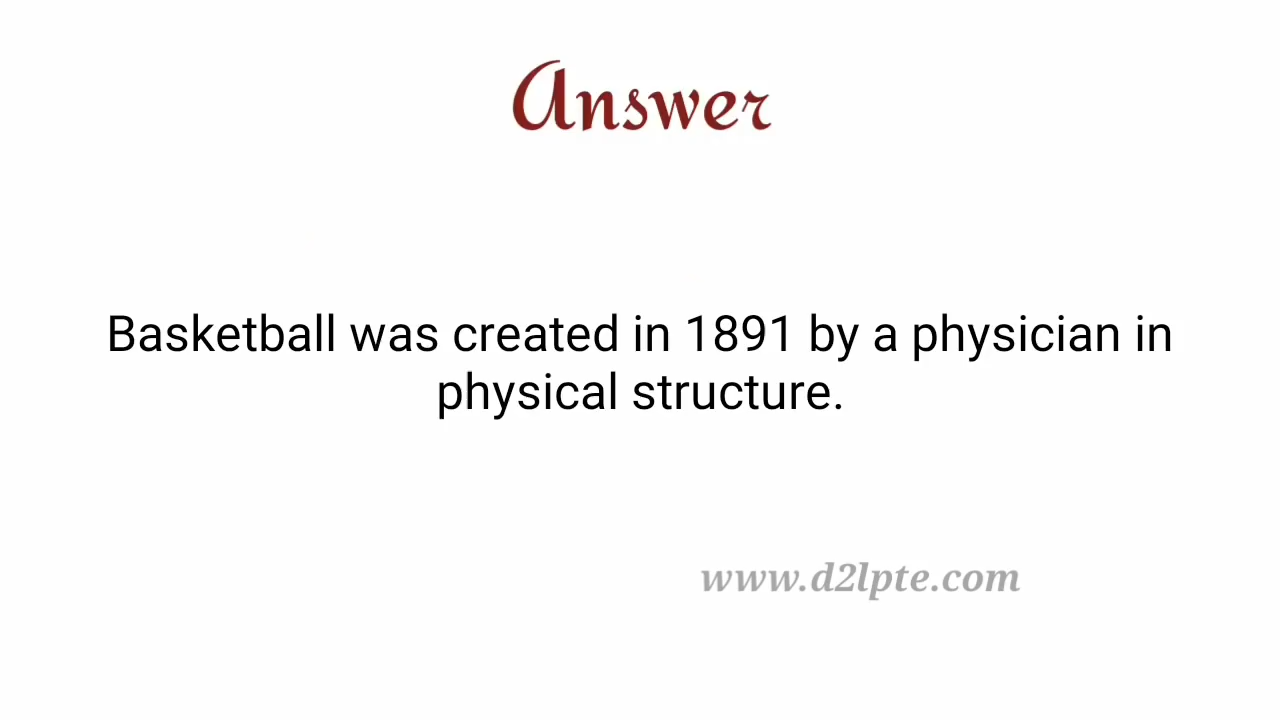 Answer
Basketball was created in 1891 by a physician in
physical structure.
www.d2lpte.com